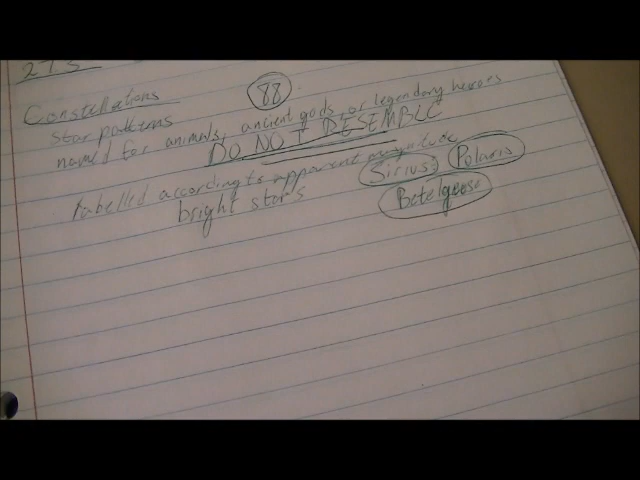 27.5
Constellations
88
star patterns
named for animals, ancient gods, or legendary heroes
DO NOT RESEMBLE
Labelled according to apparent magnitude
bright stars
Sirius Polaris
Betelgeuse